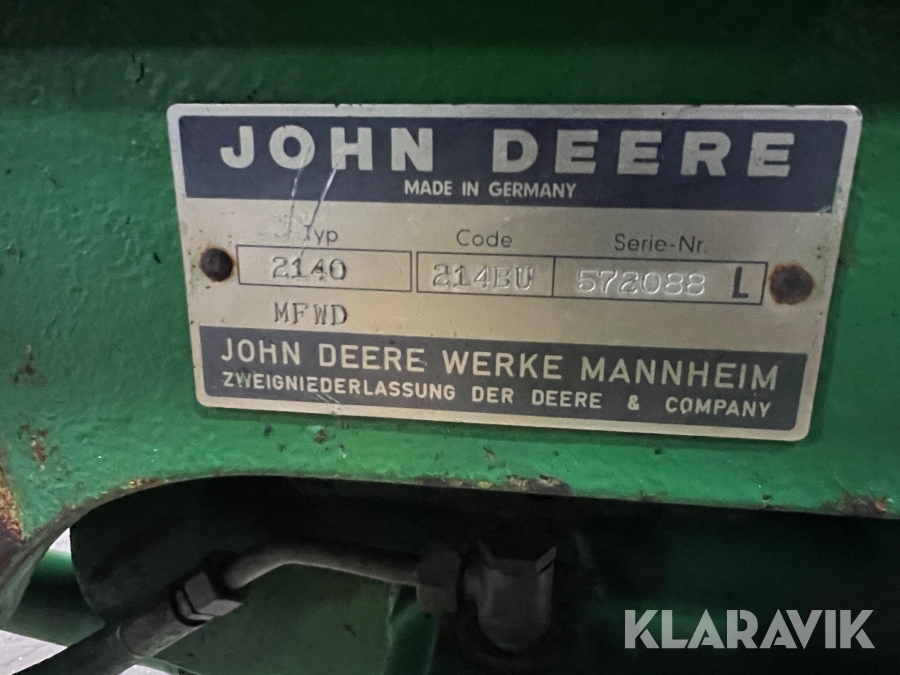 JOHN DEERE
MADE IN GERMANY
Typ Code Serie-Nr.
2140 214BU 572088 L
MFWD
JOHN DEERE WERKE MANNHEIM
ZWEIGNIEDERLASSUNG DER DEERE & COMPANY
KLARAVIK